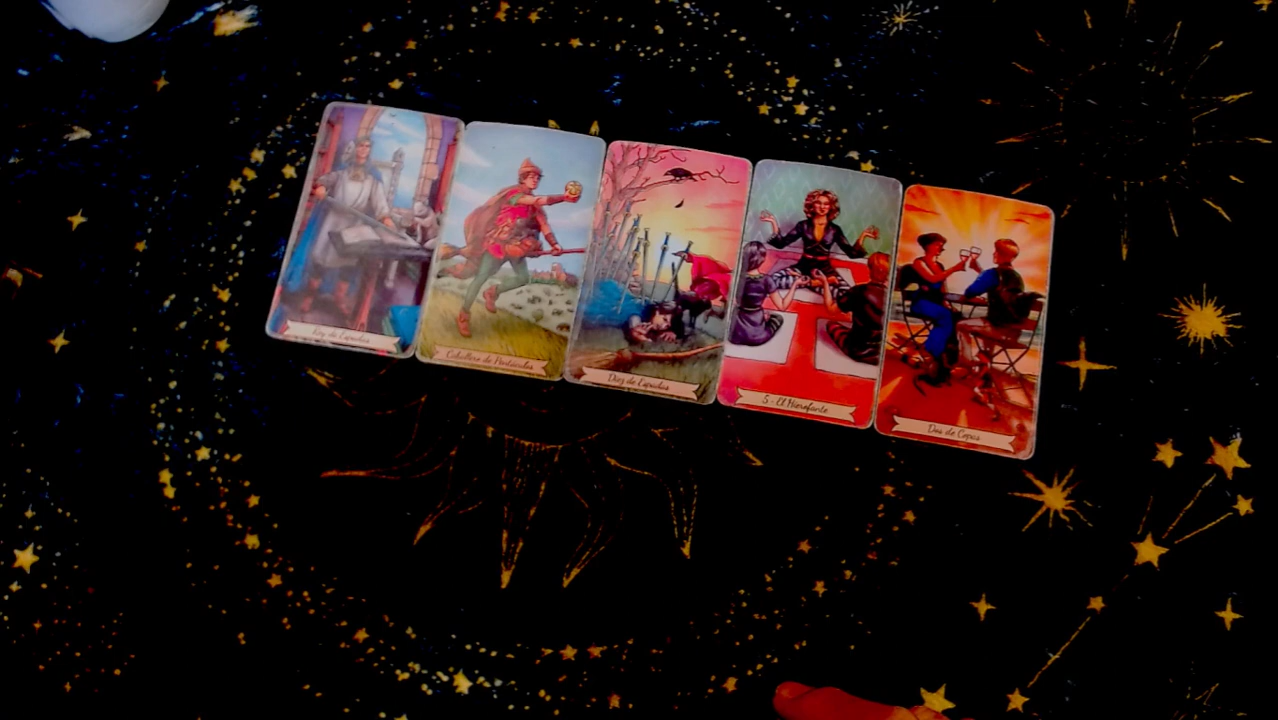 Rey de Espadas
Caballero de Pentáculos
Diez de Espadas
5 - El Hierofante
Dos de Copas